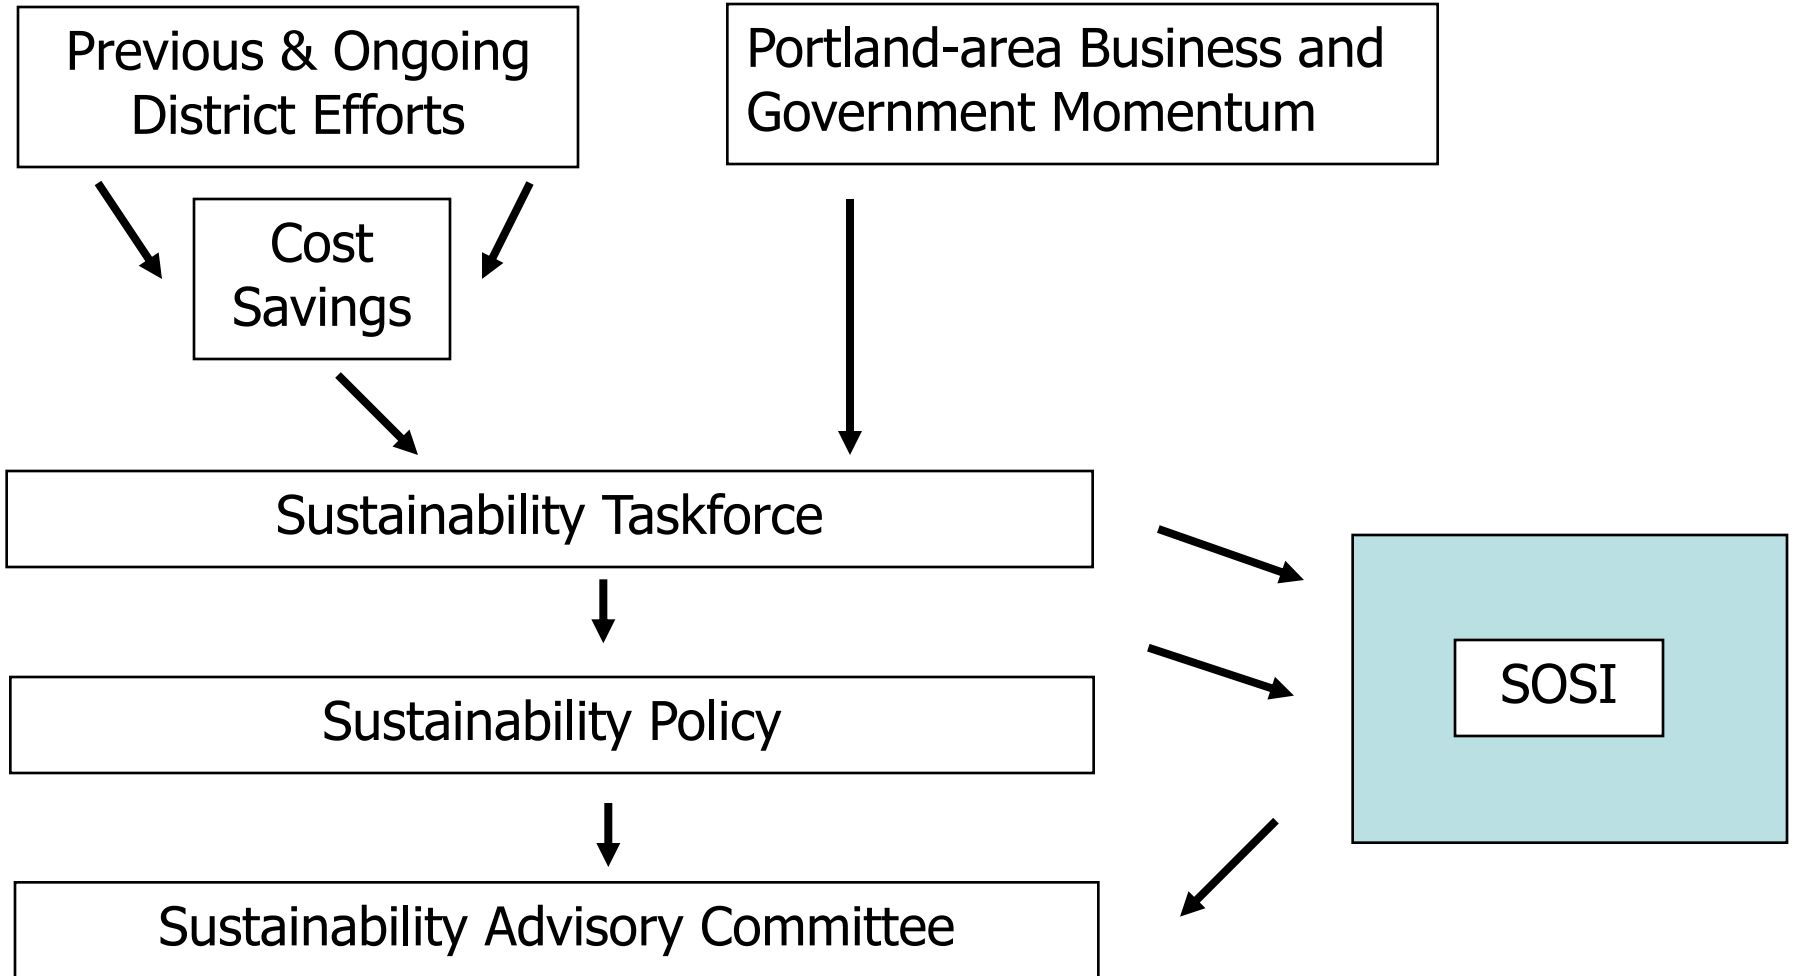 Previous & Ongoing
District Efforts
Portland-area Business and
Government Momentum
Cost
Savings
Sustainability Taskforce
SOSI
Sustainability Policy
Sustainability Advisory Committee